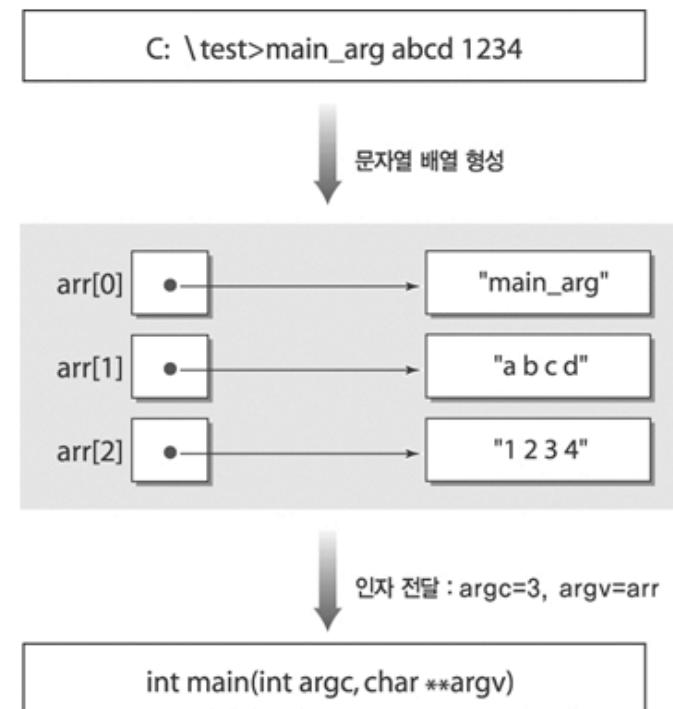 C: \test>main_arg abcd 1234
문자열 배열 형성
arr[0] "main_arg"
arr[1] "a b c d"
arr[2] "1 2 3 4"
인자 전달 : argc=3, argv=arr
int main(int argc, char **argv)